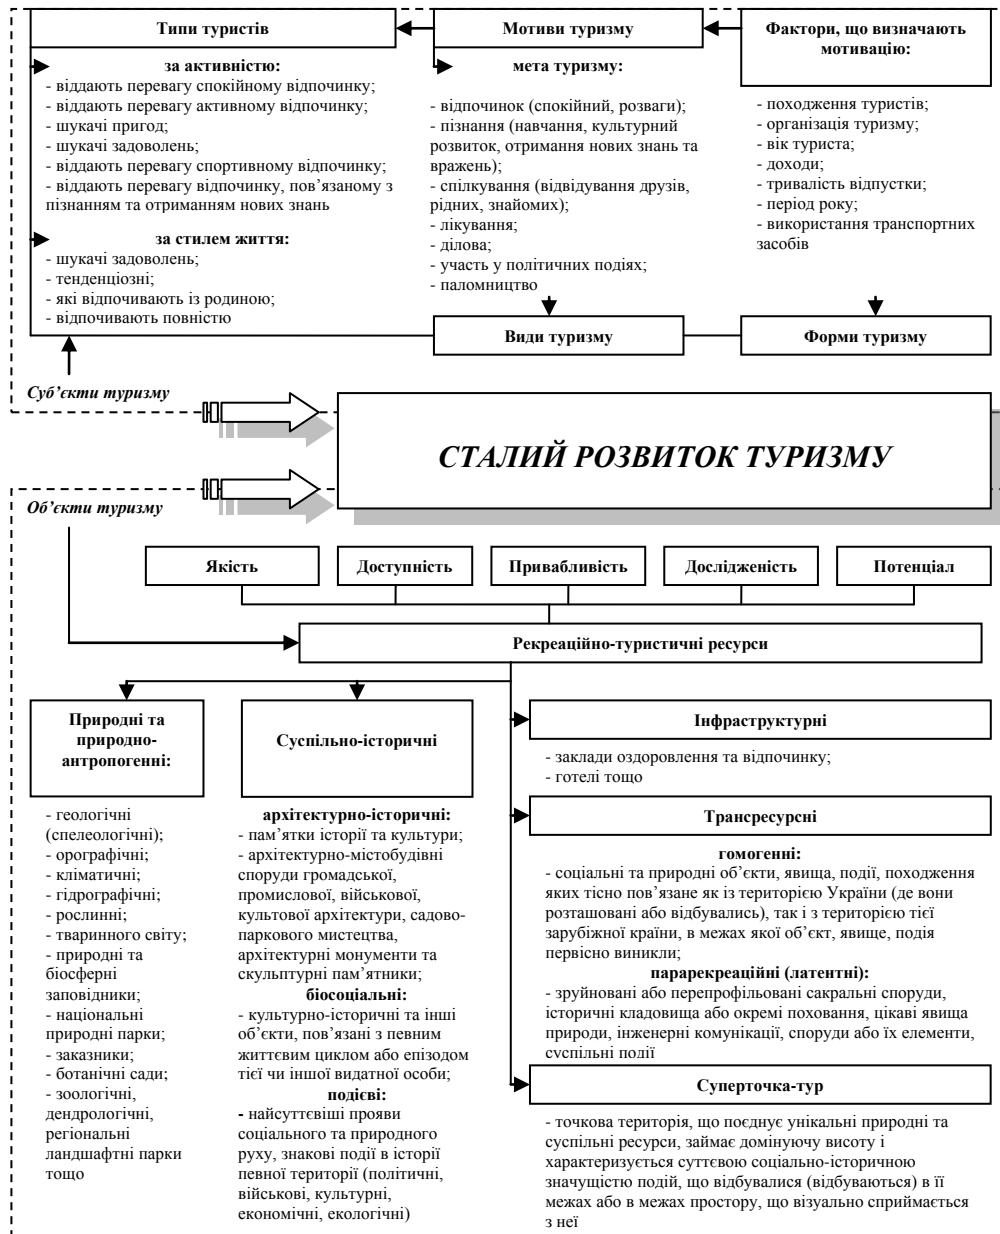 Типи туристів
за активністю:
- віддають перевагу спокійному відпочинку;
- віддають перевагу активному відпочинку;
- шукачі пригод;
- шукачі задоволень;
- віддають перевагу спортивному відпочинку;
- віддають перевагу відпочинку, пов’язаному з
пізнанням та отриманням нових знань
за стилем життя:
- шукачі задоволень;
- тенденціозні;
- які відпочивають із родиною;
- відпочивають повністю
Мотиви туризму
мета туризму:
- відпочинок (спокійний, розваги);
- пізнання (навчання, культурний
розвиток, отримання нових знань та
вражень);
- спілкування (відвідування друзів,
рідних, знайомих);
- лікування;
- ділова;
- участь у політичних подіях;
- паломництво
Фактори, що визначають
мотивацію:
- походження туристів;
- організація туризму;
- вік туриста;
- доходи;
- тривалість відпустки;
- період року;
- використання транспортних
засобів
Види туризму
Форми туризму
Суб’єкти туризму
СТАЛИЙ РОЗВИТОК ТУРИЗМУ
Об’єкти туризму
Якість
Доступність
Привабливість
Дослідженість
Потенціал
Рекреаційно-туристичні ресурси
Природні та
природно-
антропогенні:
- геологічні
(спелеологічні);
- орографічні;
- кліматичні;
- гідрографічні;
- рослинні;
- тваринного світу;
- природні та
біосферні
заповідники;
- національні
природні парки;
- заказники;
- ботанічні сади;
- зоологічні,
дендрологічні,
регіональні
ландшафтні парки
тощо
Суспільно-історичні
архітектурно-історичні:
- пам’ятки історії та культури;
- архітектурно-містобудівні
споруди громадської,
промислової, військової,
культової архітектури, садово-
паркового мистецтва,
архітектурні монументи та
скульптурні пам’ятники;
біосоціальні:
- культурно-історичні та інші
об’єкти, пов’язані з певним
життєвим циклом або епізодом
тієї чи іншої видатної особи;
подієві:
- найсуттєвіші прояви
соціального та природного
руху, знакові події в історії
певної території (політичні,
військові, культурні,
економічні, екологічні)
Інфраструктурні
- заклади оздоровлення та відпочинку;
- готелі тощо
Трансресурсні
гомогенні:
- соціальні та природні об’єкти, явища, події, походження
яких тісно пов’язане як із територією України (де вони
розташовані або відбувались), так і з територією тієї
зарубіжної країни, в межах якої об’єкт, явище, подія
первісно виникли;
парарекреаційні (латентні):
- зруйновані або перепрофільовані сакральні споруди,
історичні кладовища або окремі поховання, цікаві явища
природи, інженерні комунікації, споруди або їх елементи,
суспільні події
Суперточка-тур
- точкова територія, що поєднує унікальні природні та
суспільні ресурси, займає домінуючу висоту і
характеризується суттєвою соціально-історичною
значущістю подій, що відбувалися (відбуваються) в її
межах або в межах простору, що візуально сприймається
з неї